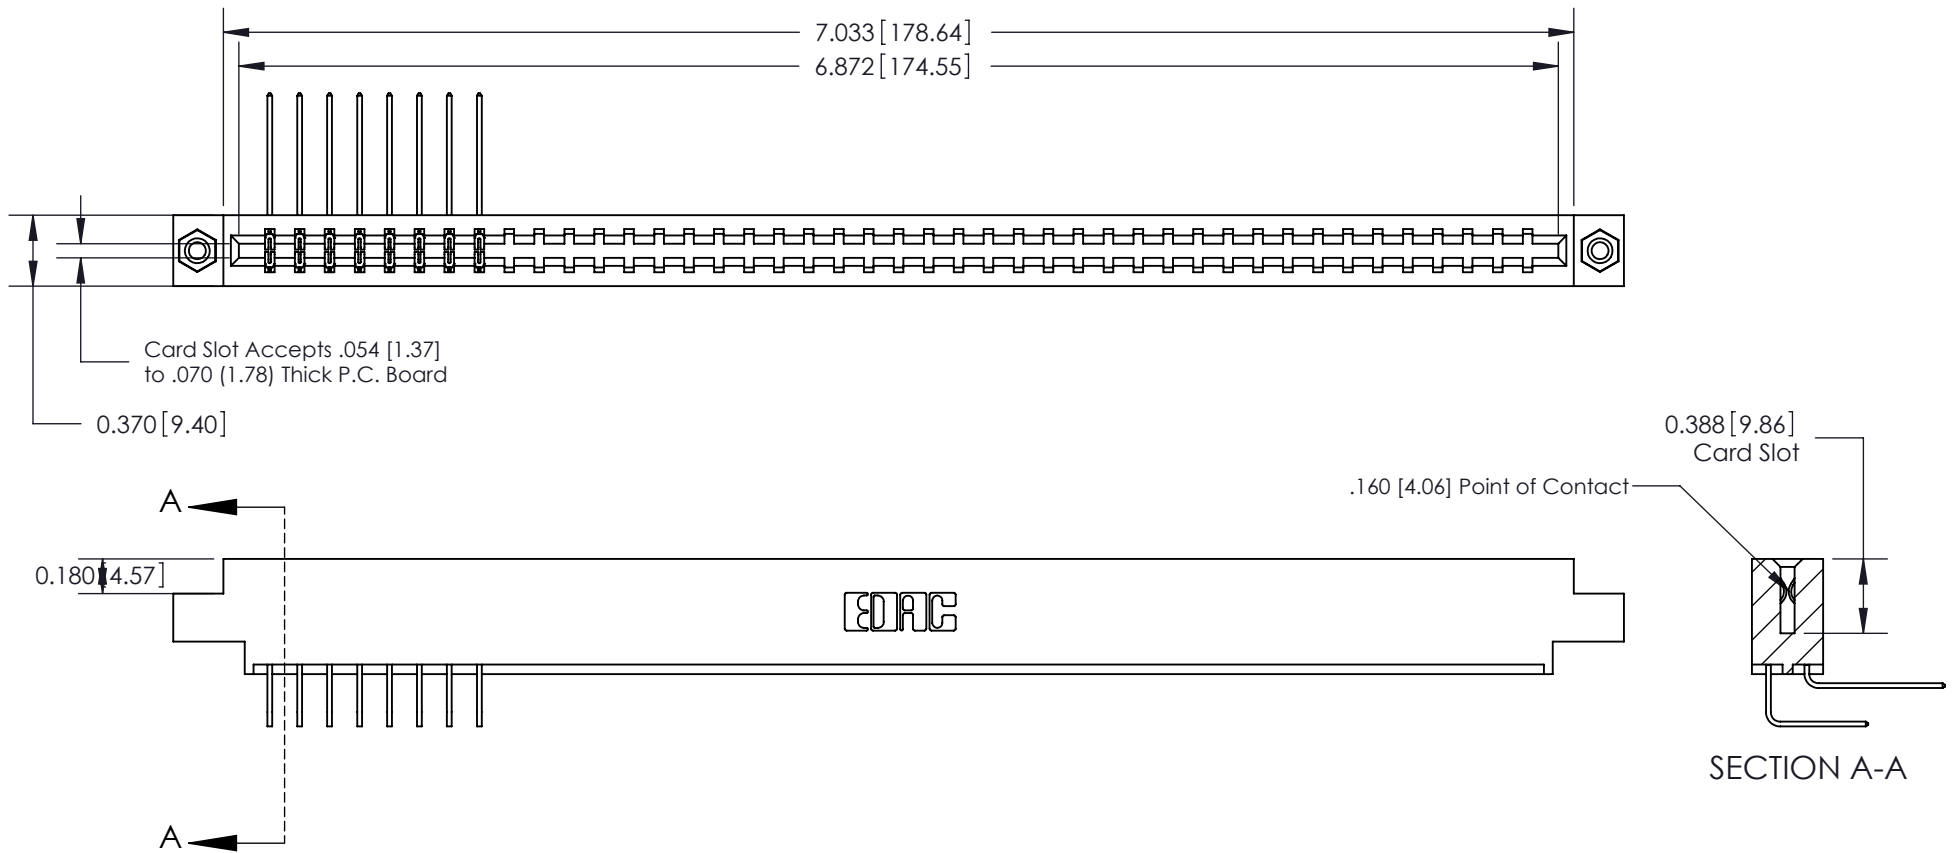 7.033[178.64]
6.872[174.55]
Card Slot Accepts .054 [1.37]
to .070 (1.78) Thick P.C. Board
0.370[9.40]
0.388[9.86]
Card Slot
.160 [4.06] Point of Contact
A
0.180[4.57]
EDAC
SECTION A-A
A